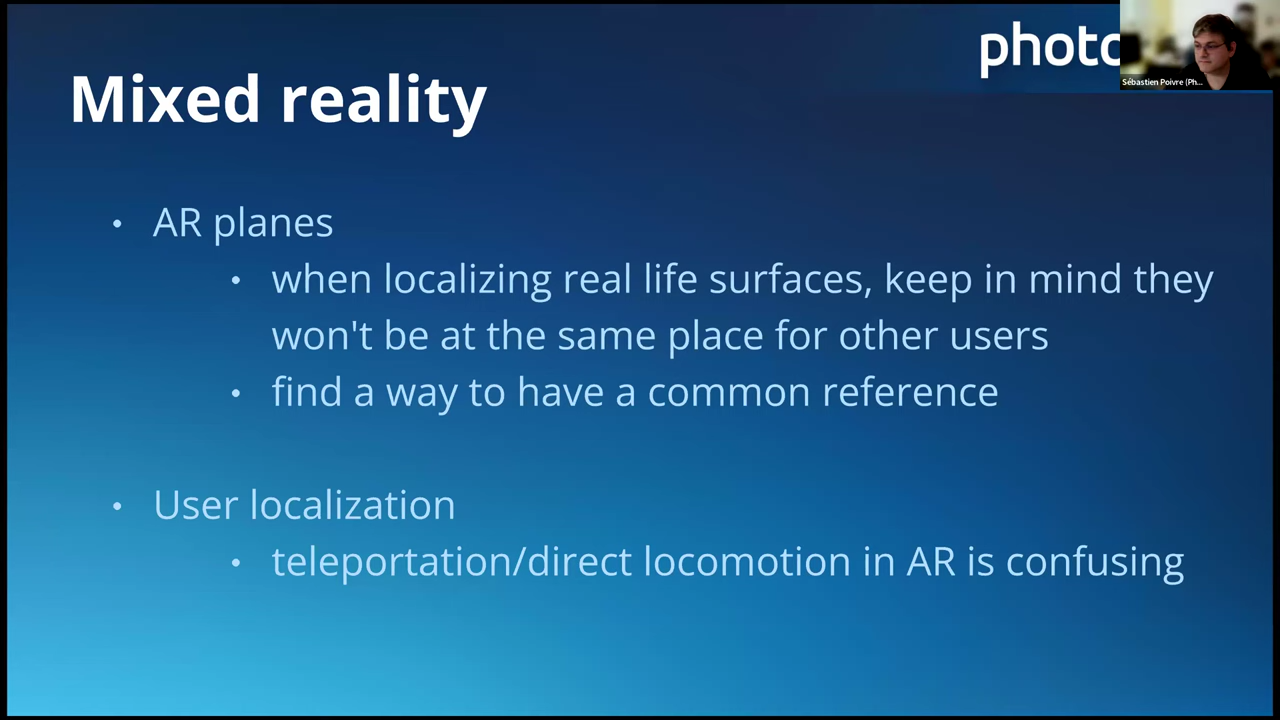 photo
Sébastien Poivre (Ph...
Mixed reality
• AR planes
• when localizing real life surfaces, keep in mind they
won't be at the same place for other users
• find a way to have a common reference
• User localization
• teleportation/direct locomotion in AR is confusing